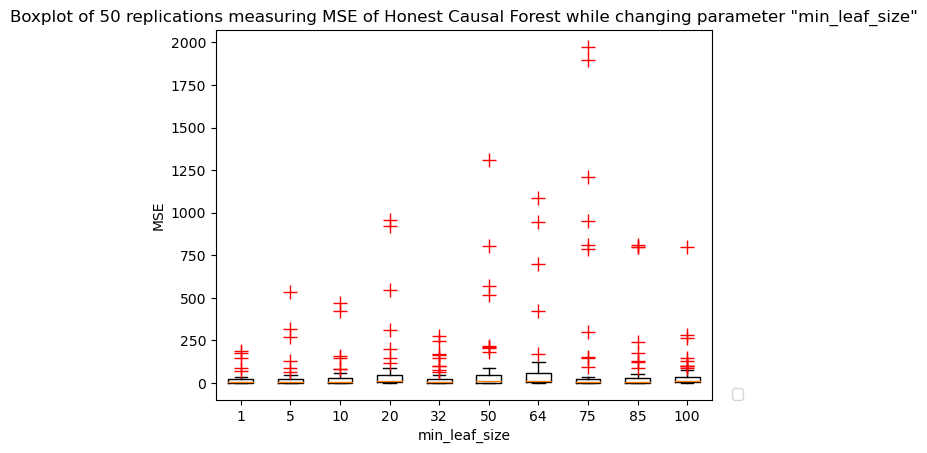 Boxplot of 50 replications measuring MSE of Honest Causal Forest while changing parameter "min_leaf_size"
2000
1750
1500
1250
1000
750
500
250
0
MSE
1 5 10 20 32 50 64 75 85 100
min_leaf_size